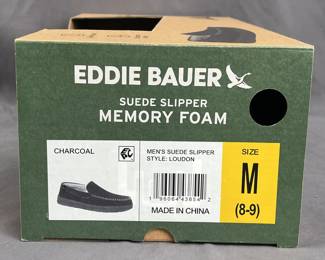 EDDIE BAUER
SUEDE SLIPPER
MEMORY FOAM
CHARCOAL
MEN'S SUEDE SLIPPER
STYLE: LOUDON
MADE IN CHINA
SIZE
M
(8-9)